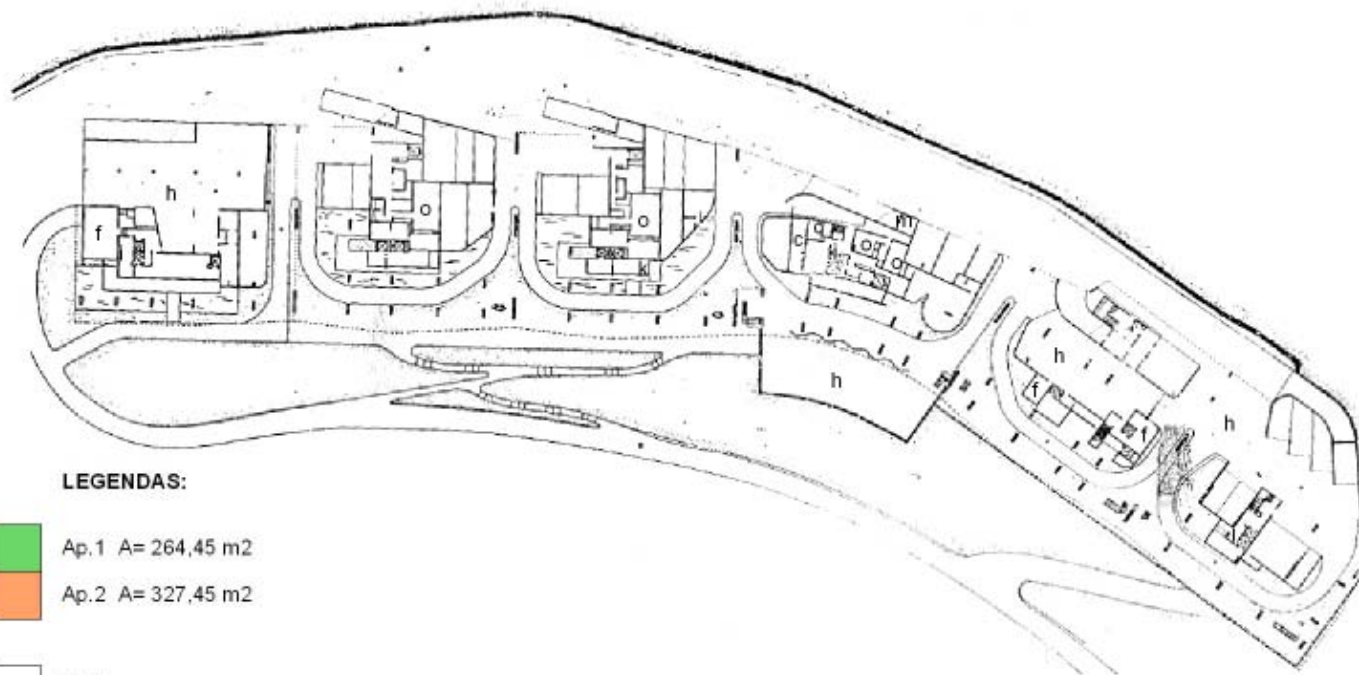 h
f
o
o
k
c
h
o
o
h
h
f
f
h
LEGENDAS:
Ap.1 A= 264,45 m2
Ap.2 A= 327,45 m2